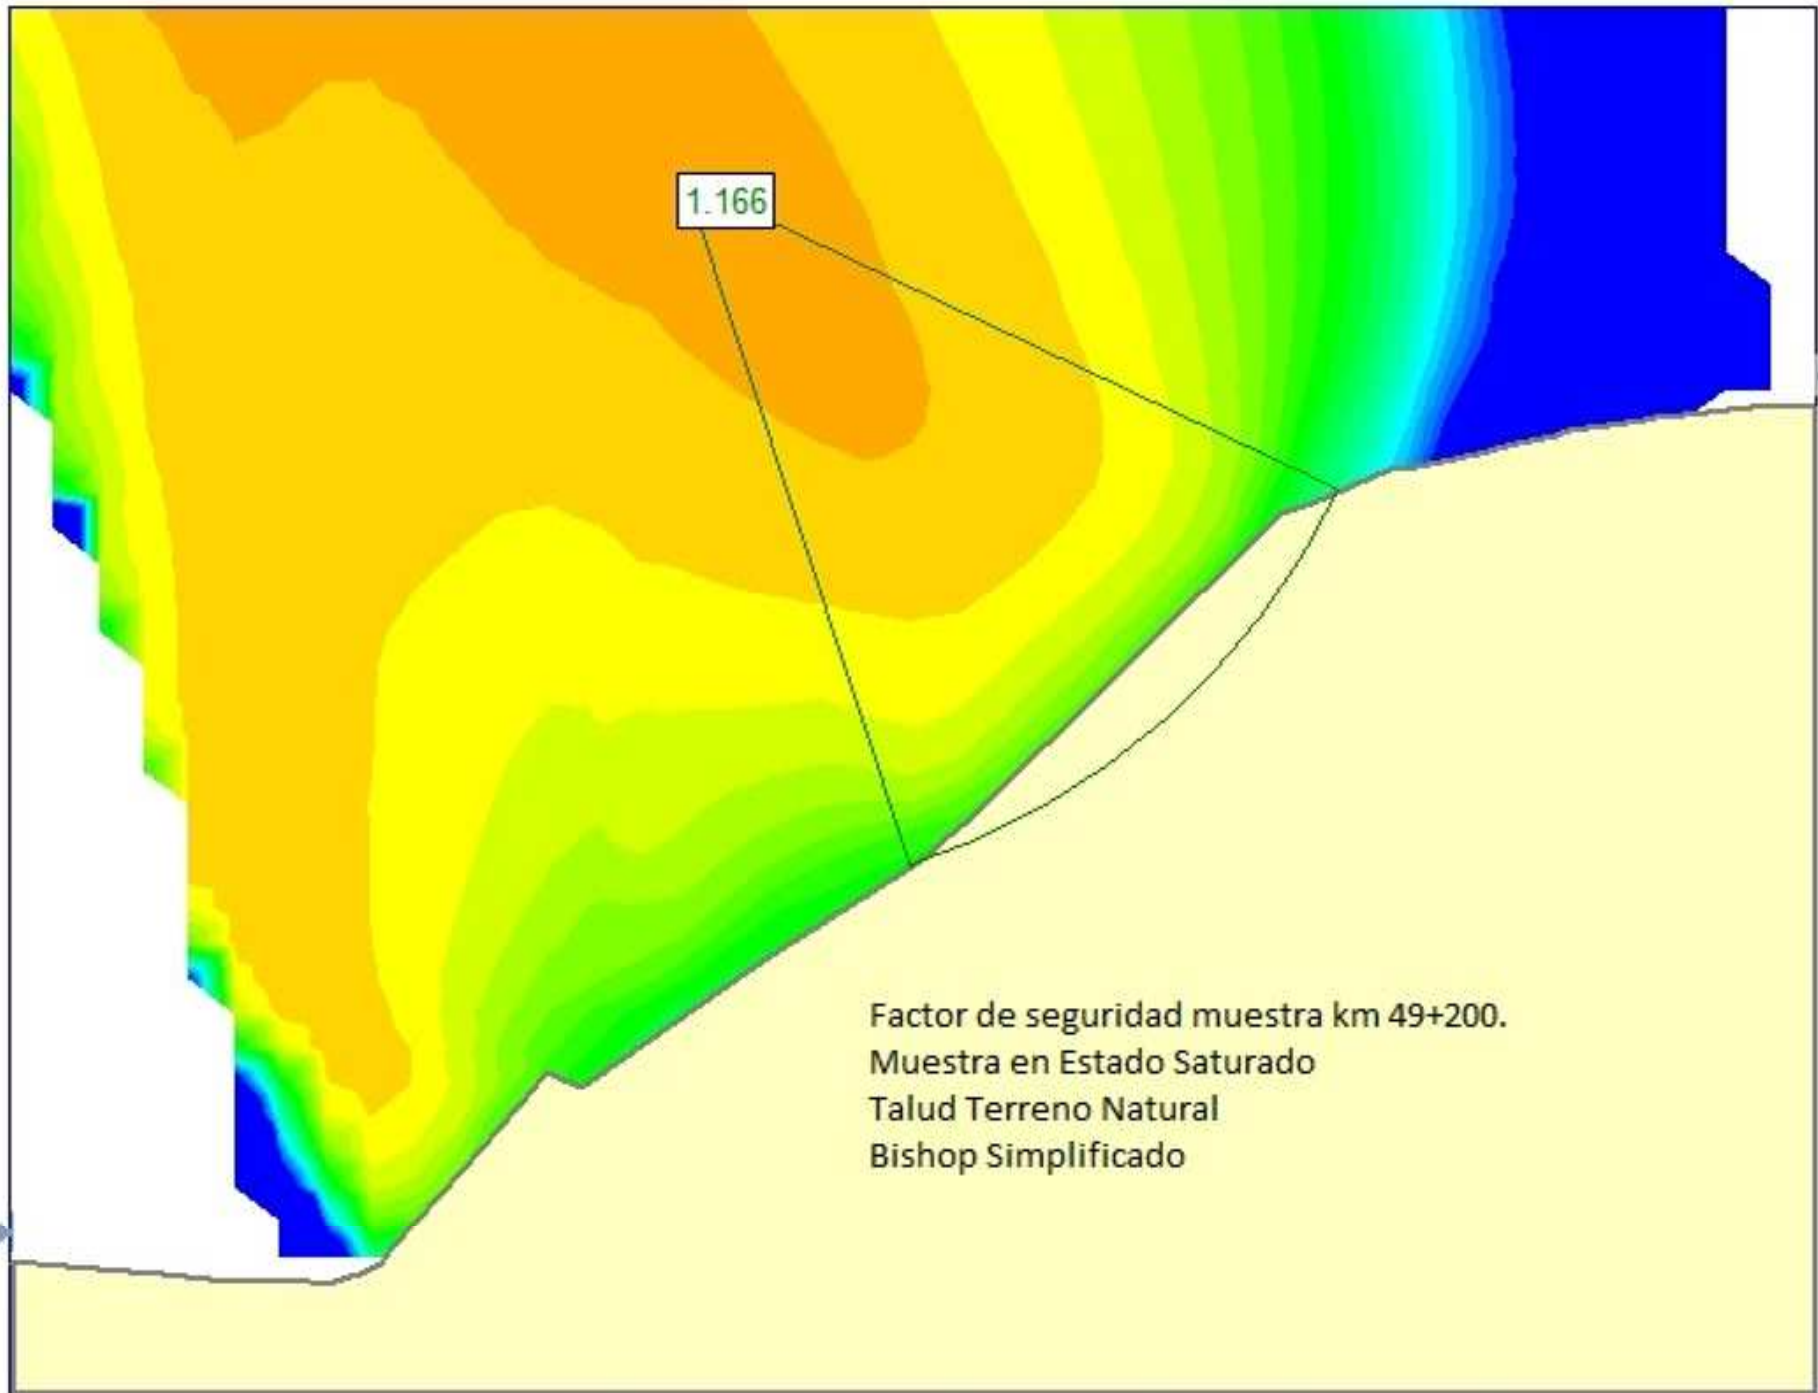 1.166
Factor de seguridad muestra km 49+200.
Muestra en Estado Saturado
Talud Terreno Natural
Bishop Simplificado